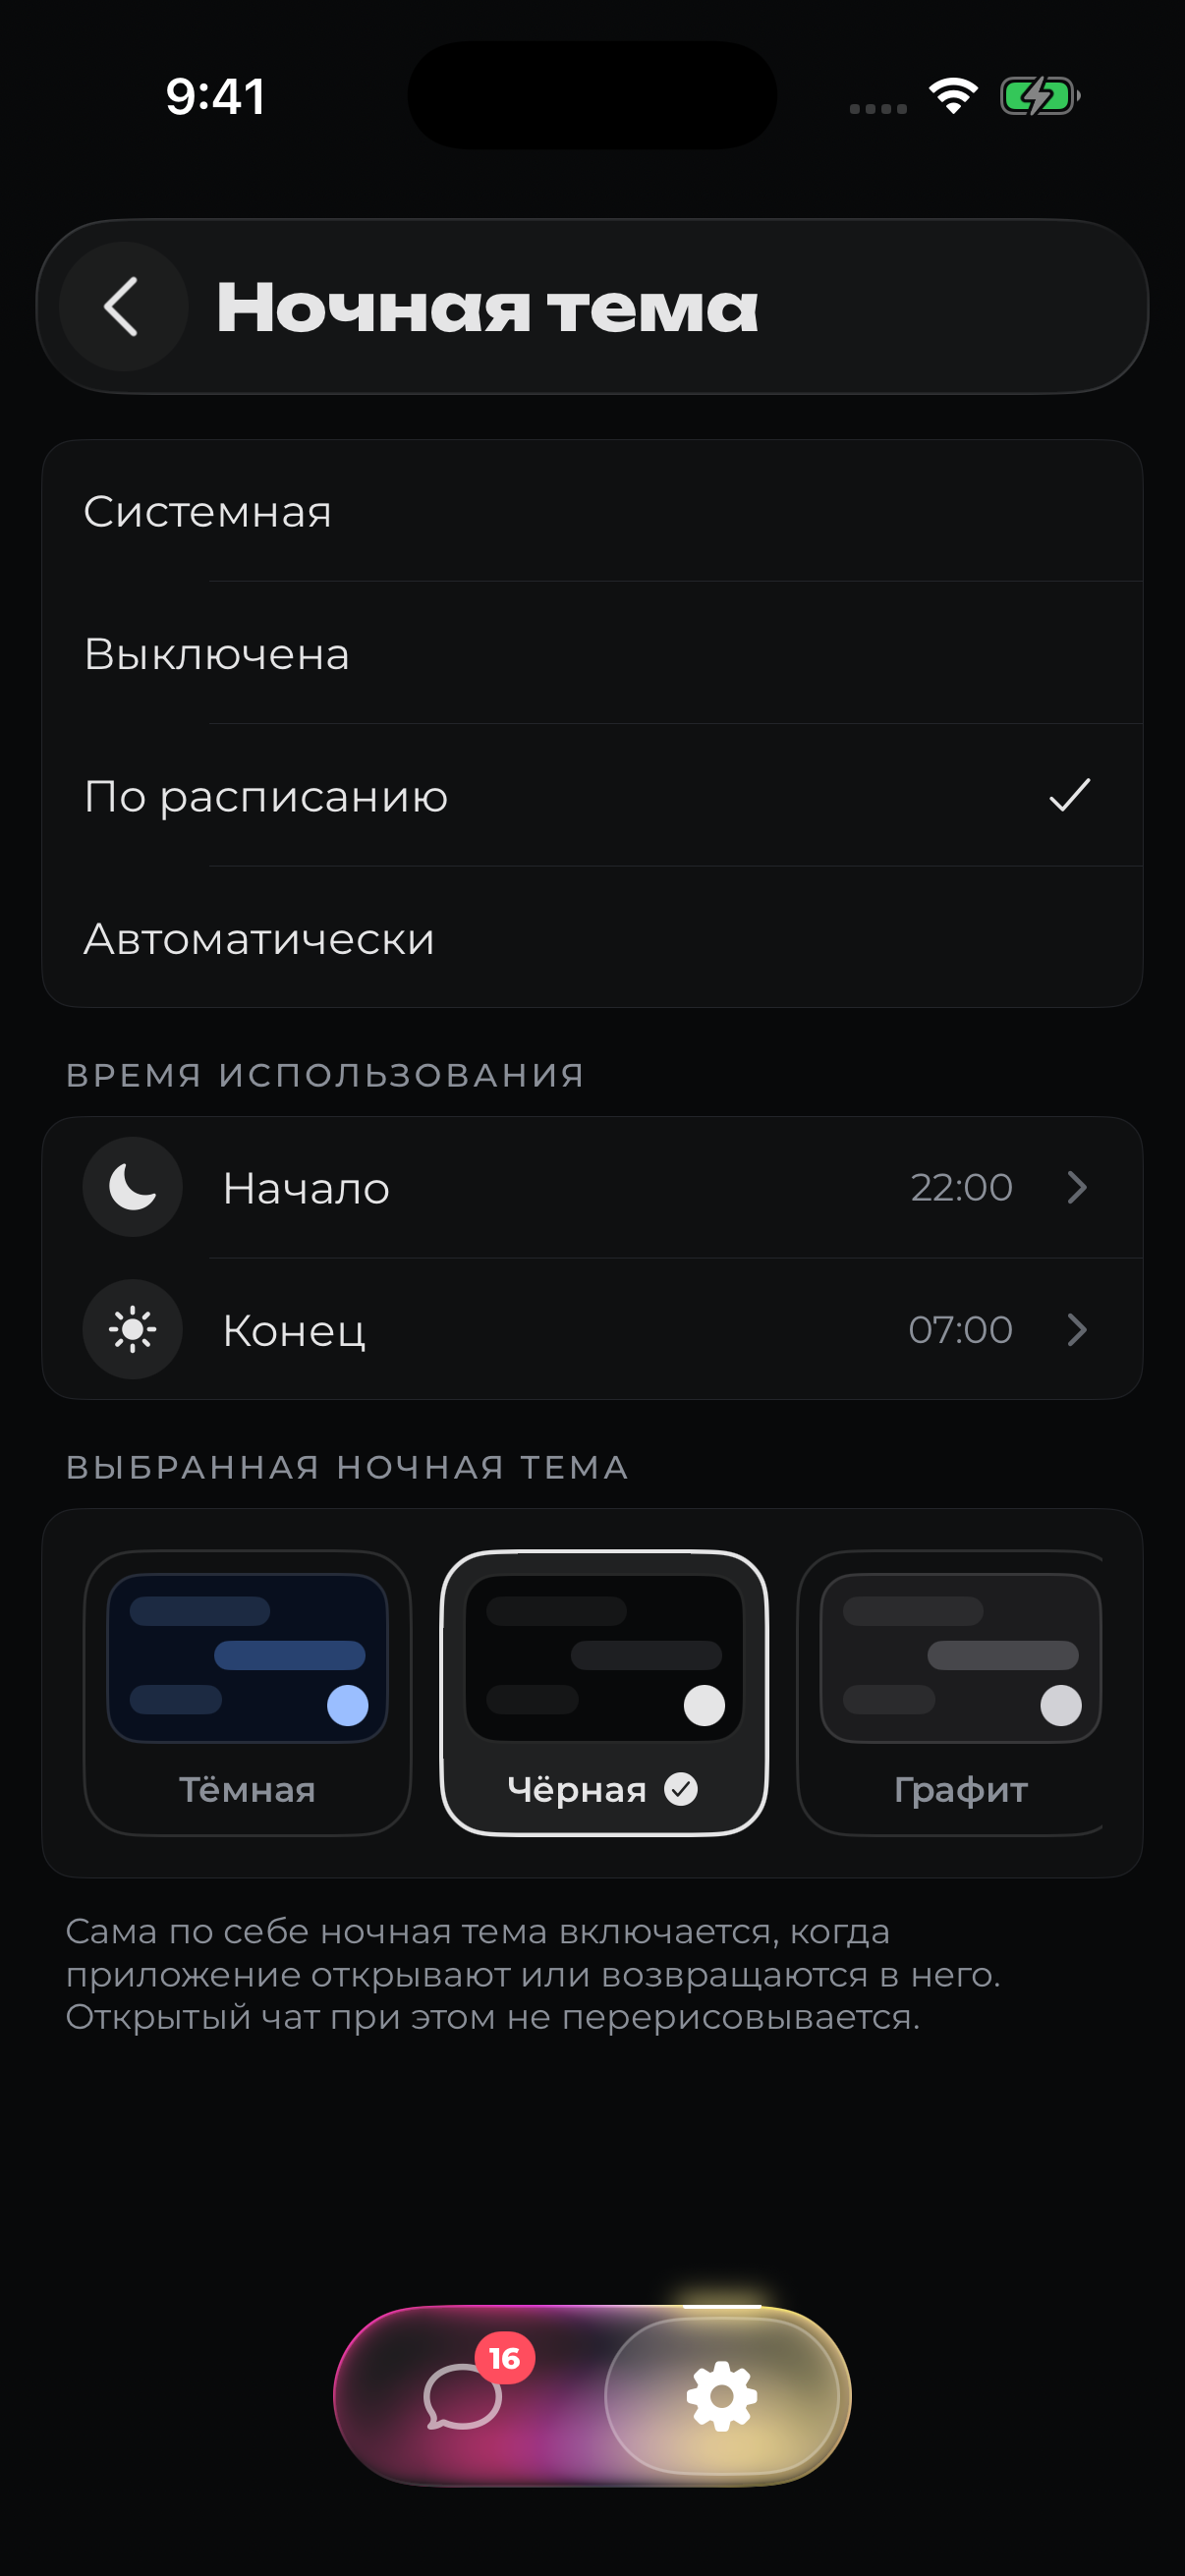 9:41
Ночная тема
Системная
Выключена
По расписанию
Автоматически
ВРЕМЯ ИСПОЛЬЗОВАНИЯ
Начало 22:00
Конец 07:00
ВЫБРАННАЯ НОЧНАЯ ТЕМА
Тёмная Чёрная Графит
Сама по себе ночная тема включается, когда
приложение открывают или возвращаются в него.
Открытый чат при этом не перерисовывается.
16